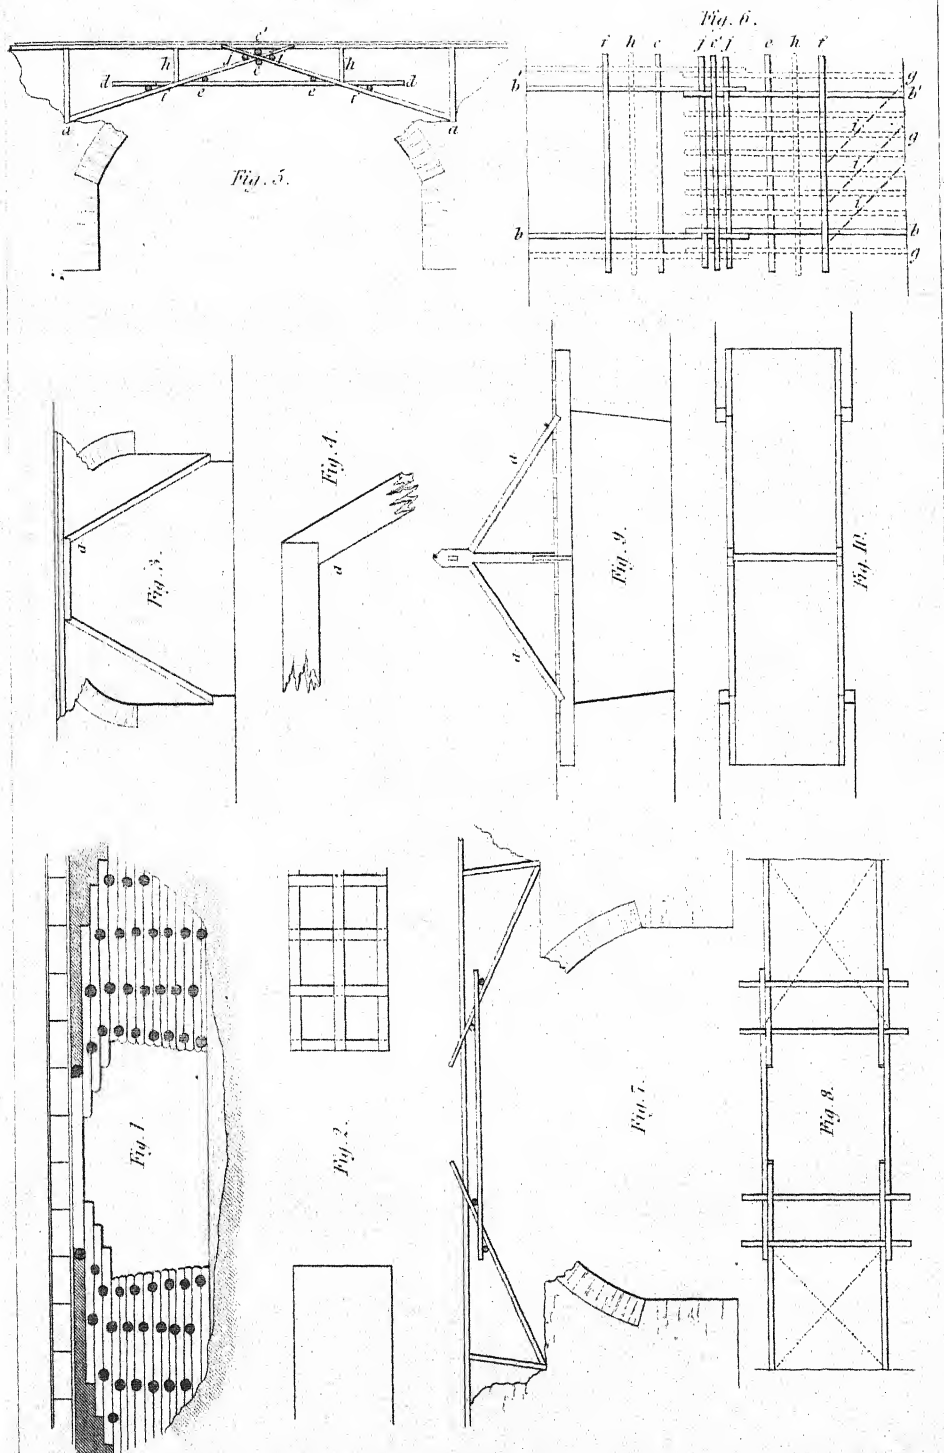 Fig. 5.
c'
h j c j h
d e e d
f f
a a
Fig. 6.
f h e j c' j e h f
b' g
b'
i g
i
i
b b
g
Fig. 3.
a
Fig. 4.
a
Fig. 9.
a
a
Fig. 10.
Fig. 1
Fig. 2.
Fig. 7.
Fig. 8.